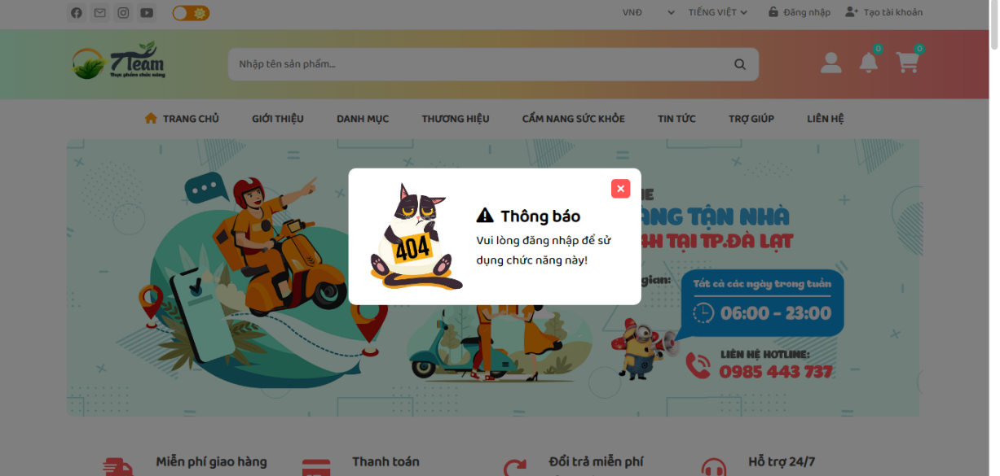 VNĐ
TIẾNG VIỆT
Đăng nhập
Tạo tài khoản
7Team
Thực phẩm chức năng
Nhập tên sản phẩm...
0
0
TRANG CHỦ
GIỚI THIỆU
DANH MỤC
THƯƠNG HIỆU
CẨM NANG SỨC KHỎE
TIN TỨC
TRỢ GIÚP
LIÊN HỆ
404
Thông báo
Vui lòng đăng nhập để sử
dụng chức năng này!
NE
ANG TẬN NHÀ
4H TẠI TP.ĐÀ LẠT
gian:
Tất cả các ngày trong tuần
06:00 - 23:00
LIÊN HỆ HOTLINE:
0985 443 737
Miễn phí giao hàng
Thanh toán
Đổi trả miễn phí
Hỗ trợ 24/7